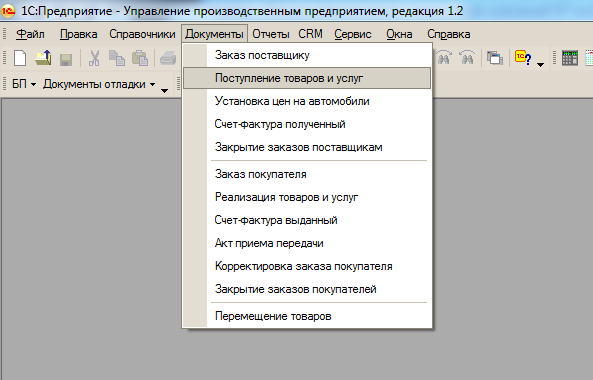 1С:Предприятие - Управление производственным предприятием, редакция 1.2
Файл Правка Справочники Документы Отчеты CRM Сервис Окна Справка
БП Документы отладки
Заказ поставщику
Поступление товаров и услуг
Установка цен на автомобили
Счет-фактура полученный
Закрытие заказов поставщикам
Заказ покупателя
Реализация товаров и услуг
Счет-фактура выданный
Акт приема передачи
Корректировка заказа покупателя
Закрытие заказов покупателей
Перемещение товаров